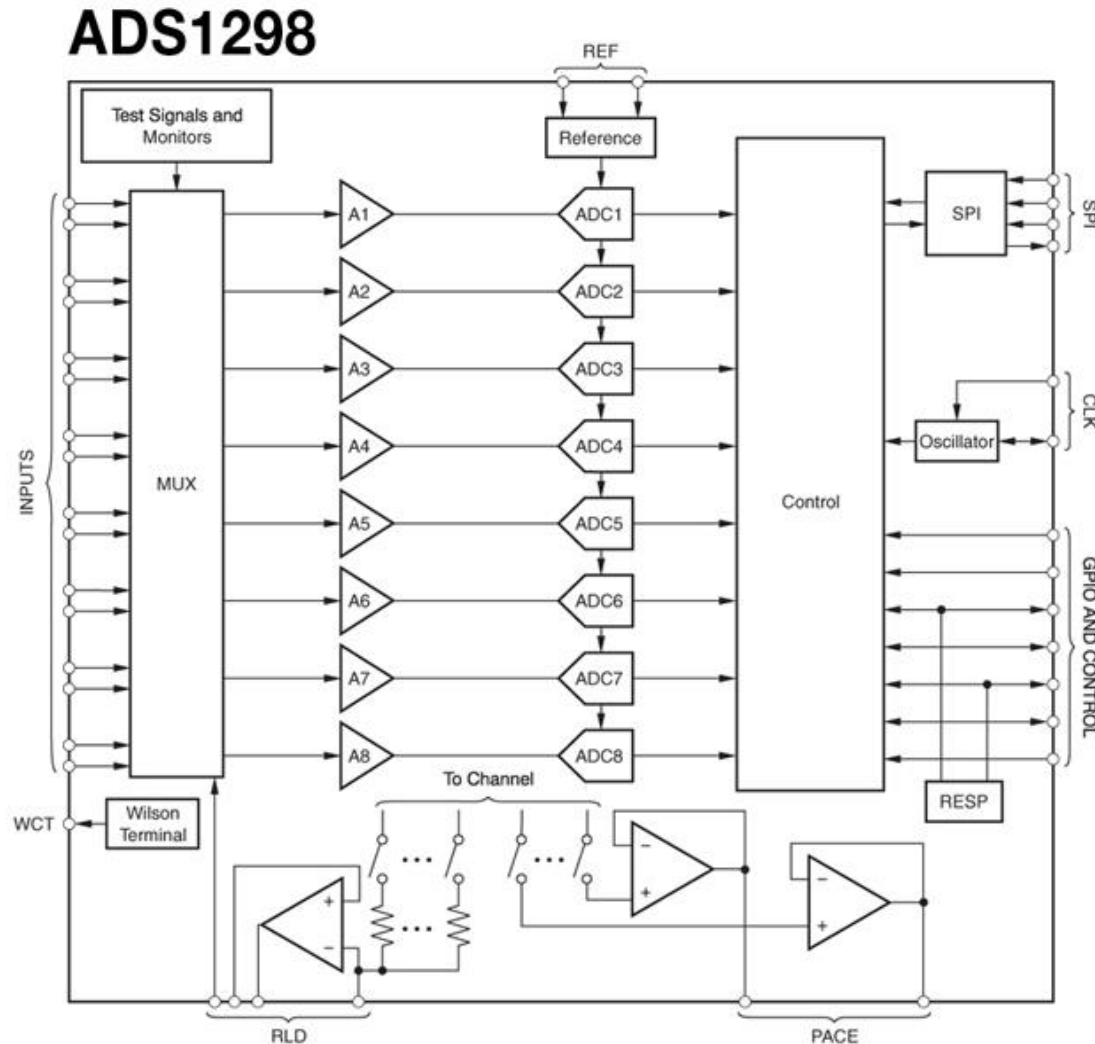 ADS1298
REF
Test Signals and
Monitors
Reference
INPUTS
MUX
A1
ADC1
A2
ADC2
A3
ADC3
A4
ADC4
A5
ADC5
A6
ADC6
A7
ADC7
A8
ADC8
Control
SPI
SPI
CLK
Oscillator
GPIO AND CONTROL
RESP
To Channel
WCT
Wilson
Terminal
+
−
−
+
−
+
RLD
PACE